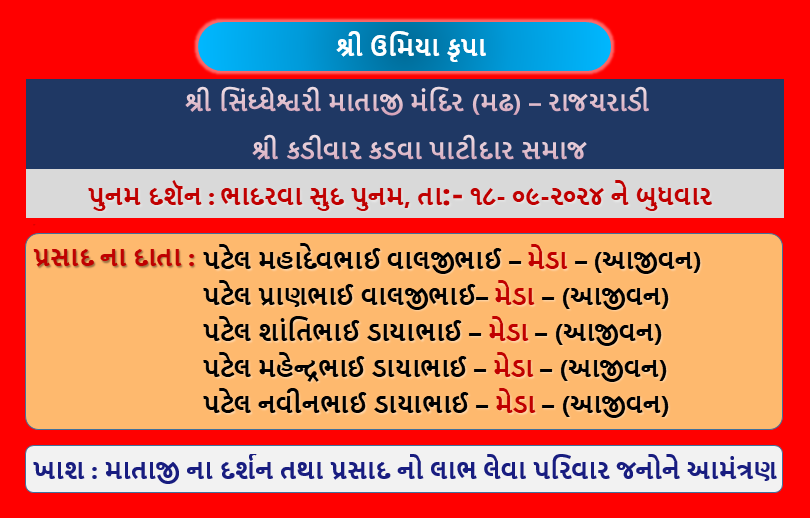 શ્રી ઉમિયા કૃપા
શ્રી સિંધ્ધેશ્વરી માતાજી મંદિર (મઢ) – રાજયરાડી
શ્રી કડીવાર કડવા પાટીદાર સમાજ
પુનમ દર્શન : ભાદરવા સુદ પુનમ, તાઃ- ૧૮- ૦૯-૨૦૨૪ ને બુધવાર
પ્રસાદ ના દાતા : પટેલ મહાદેવભાઈ વાલજીભાઈ – મેડા – (આજીવન)
પટેલ પ્રાણભાઈ વાલજીભાઈ– મેડા – (આજીવન)
પટેલ શાંતિભાઈ ડાયાભાઈ – મેડા – (આજીવન)
પટેલ મહેન્દ્રભાઈ ડાયાભાઈ – મેડા – (આજીવન)
પટેલ નવીનભાઈ ડાયાભાઈ – મેડા – (આજીવન)
ખાશ : માતાજી ના દર્શન તથા પ્રસાદ નો લાભ લેવા પરિવાર જનોને આમંત્રણ